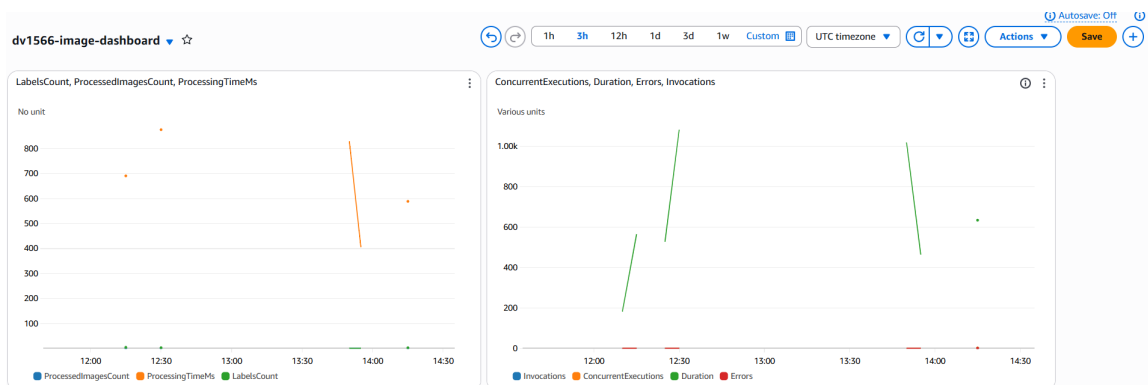 Autosave: Off
dv1566-image-dashboard
1h 3h 12h 1d 3d 1w Custom UTC timezone Actions Save
LabelsCount, ProcessedImagesCount, ProcessingTimeMs
No unit
800
700
600
500
400
300
200
100
12:00 12:30 13:00 13:30 14:00 14:30
ProcessedImagesCount ProcessingTimeMs LabelsCount
ConcurrentExecutions, Duration, Errors, Invocations
Various units
1.00k
800
600
400
200
0
12:00 12:30 13:00 13:30 14:00 14:30
Invocations ConcurrentExecutions Duration Errors